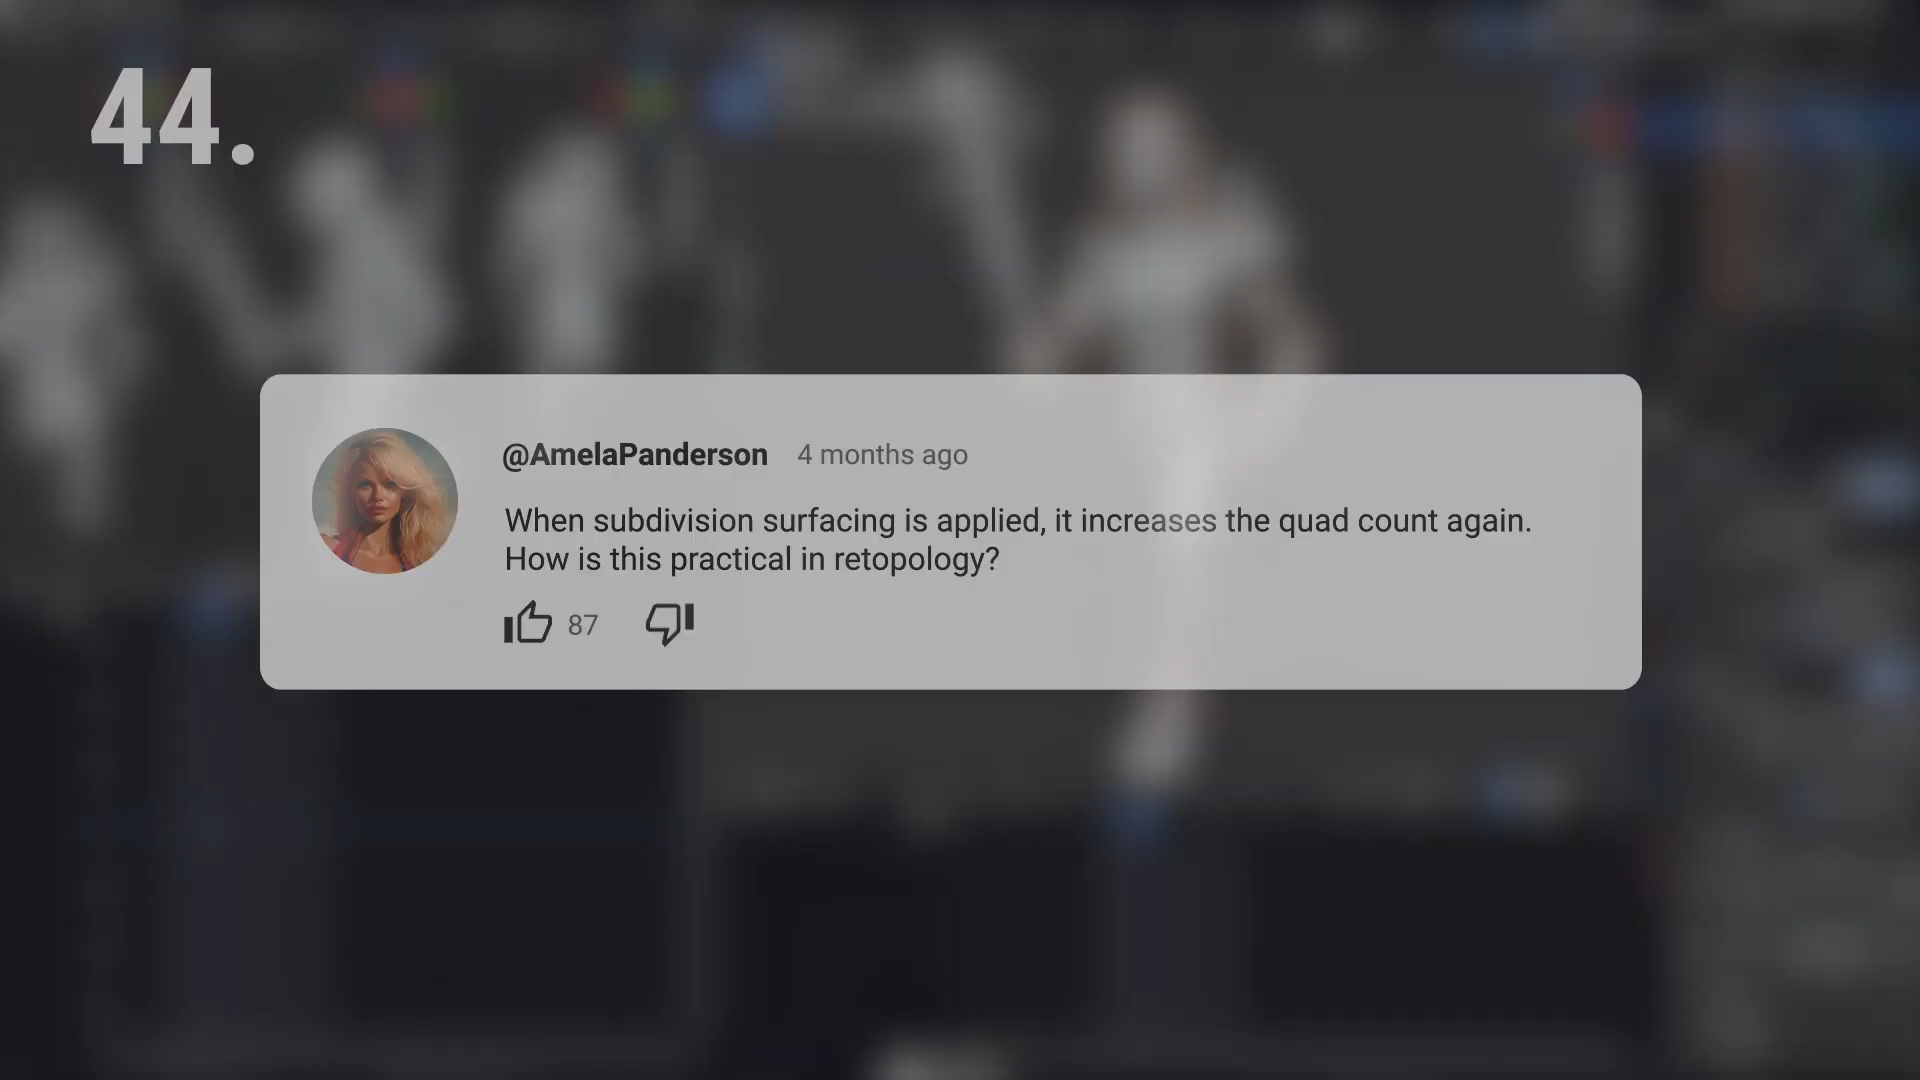 44.
@AmelaPanderson 4 months ago
When subdivision surfacing is applied, it increases the quad count again.
How is this practical in retopology?
87